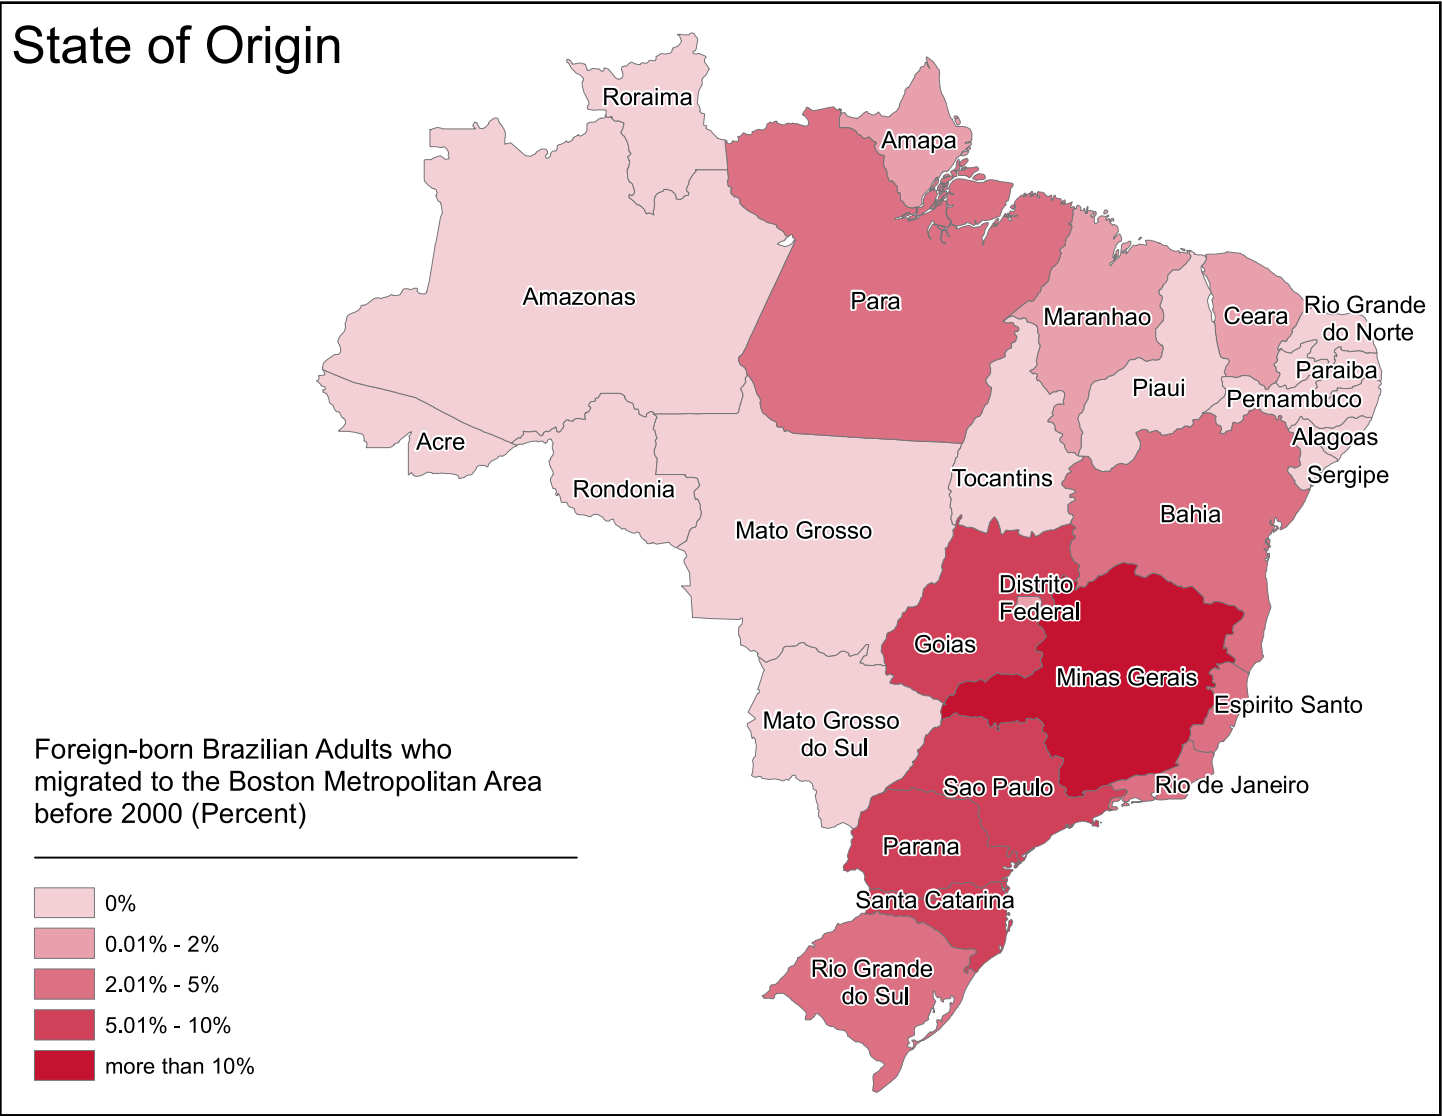 State of Origin
Roraima
Amapa
Amazonas
Para
Maranhao
Ceara
Rio Grande
do Norte
Piaui
Paraiba
Pernambuco
Acre
Alagoas
Tocantins
Sergipe
Rondonia
Mato Grosso
Bahia
Distrito
Federal
Goias
Minas Gerais
Espirito Santo
Mato Grosso
do Sul
Sao Paulo
Rio de Janeiro
Parana
Santa Catarina
Rio Grande
do Sul
Foreign-born Brazilian Adults who
migrated to the Boston Metropolitan Area
before 2000 (Percent)
0%
0.01% - 2%
2.01% - 5%
5.01% - 10%
more than 10%